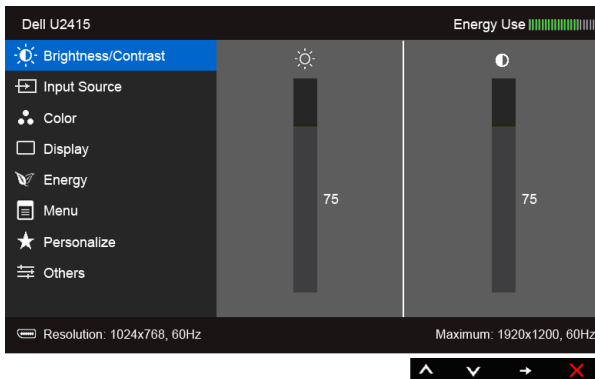 Dell U2415
Energy Use
Brightness/Contrast
Input Source
Color
Display
Energy
Menu
Personalize
Others
75
75
Resolution: 1024x768, 60Hz
Maximum: 1920x1200, 60Hz